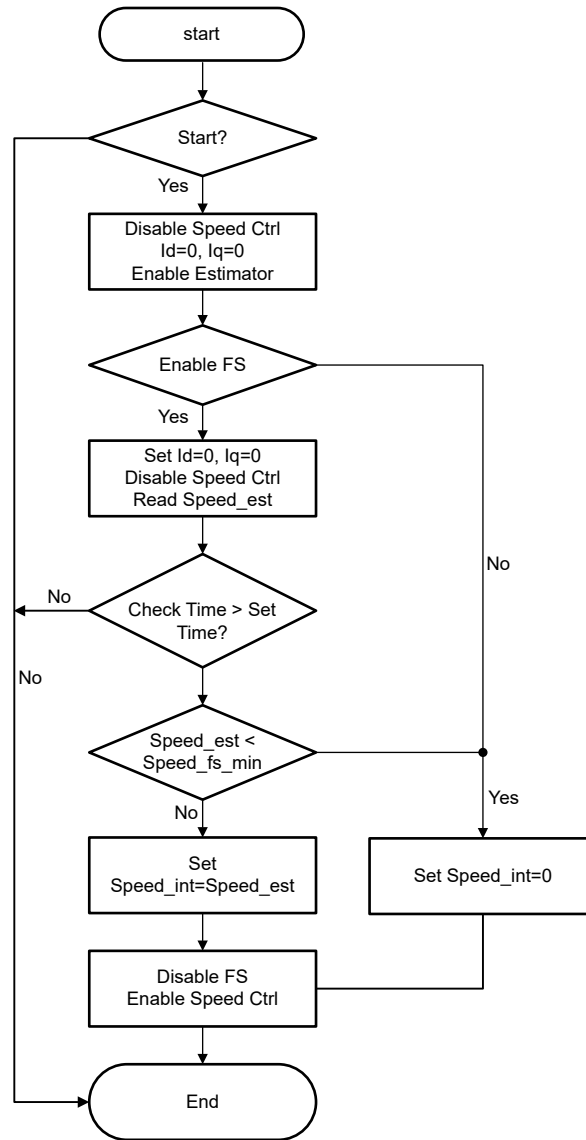 start
Start?
Yes
Disable Speed Ctrl
Id=0, Iq=0
Enable Estimator
Enable FS
Yes
Set Id=0, Iq=0
Disable Speed Ctrl
Read Speed_est
No
No
Check Time > Set
Time?
No
Speed_est <
Speed_fs_min
Yes
No
Set
Speed_int=Speed_est
Set Speed_int=0
Disable FS
Enable Speed Ctrl
End